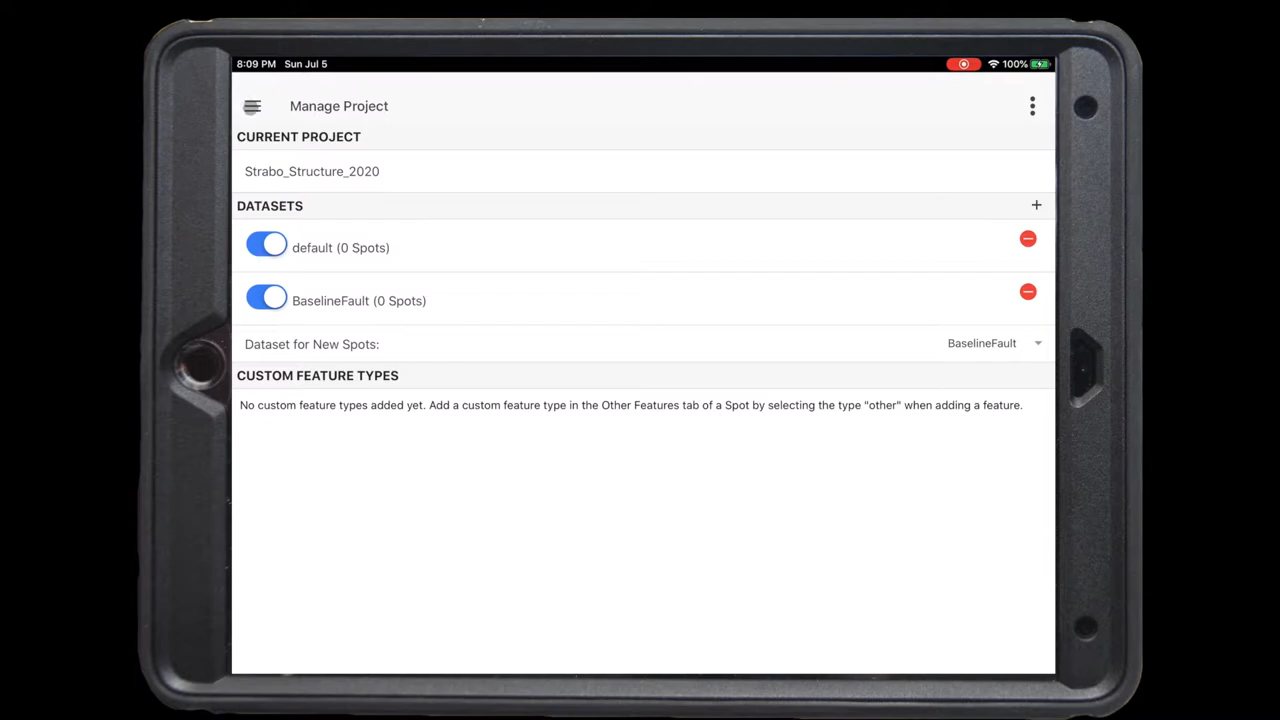 8:09 PM Sun Jul 5 100%
Manage Project
CURRENT PROJECT
Strabo_Structure_2020
DATASETS
default (0 Spots)
BaselineFault (0 Spots)
Dataset for New Spots: BaselineFault
CUSTOM FEATURE TYPES
No custom feature types added yet. Add a custom feature type in the Other Features tab of a Spot by selecting the type "other" when adding a feature.